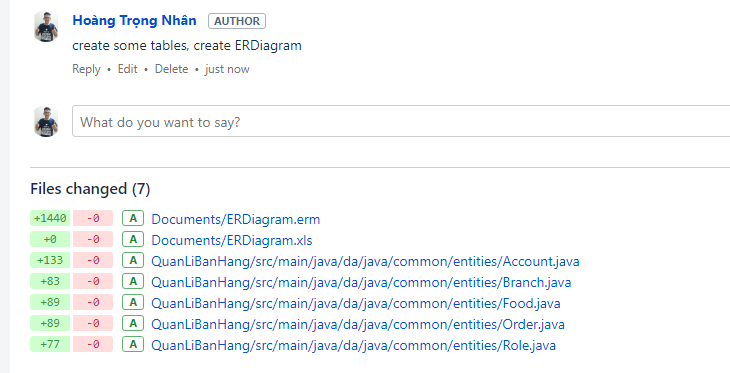 Hoàng Trọng Nhân AUTHOR
create some tables, create ERDiagram
Reply • Edit • Delete • just now
What do you want to say?
Files changed (7)
+1440 -0 A Documents/ERDiagram.erm
+0 -0 A Documents/ERDiagram.xls
+133 -0 A QuanLiBanHang/src/main/java/da/java/common/entities/Account.java
+83 -0 A QuanLiBanHang/src/main/java/da/java/common/entities/Branch.java
+89 -0 A QuanLiBanHang/src/main/java/da/java/common/entities/Food.java
+89 -0 A QuanLiBanHang/src/main/java/da/java/common/entities/Order.java
+77 -0 A QuanLiBanHang/src/main/java/da/java/common/entities/Role.java